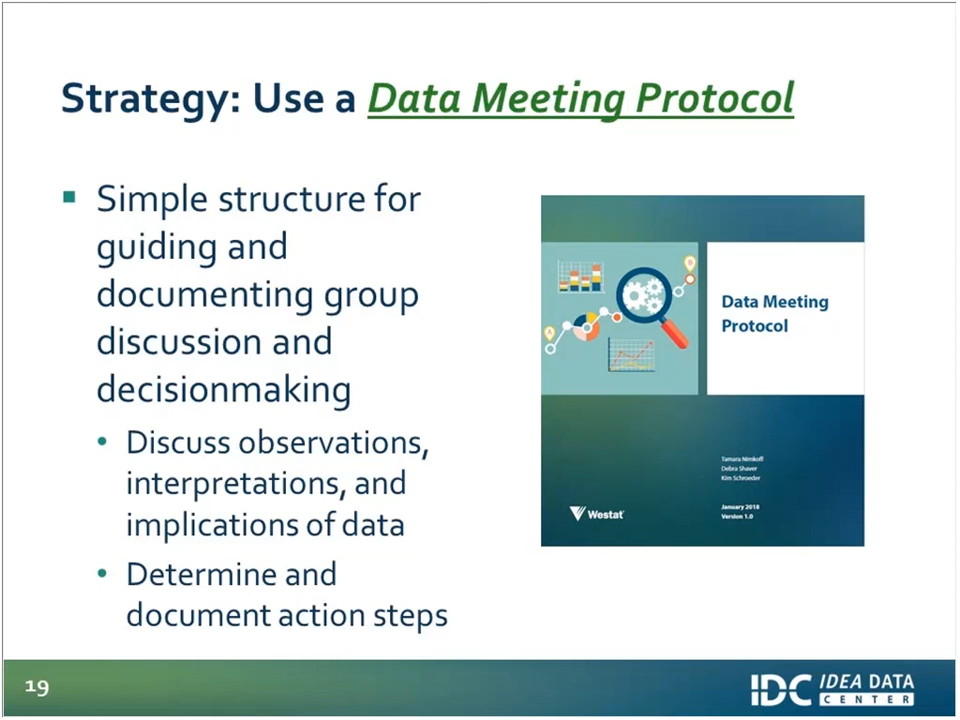 Strategy: Use a Data Meeting Protocol
Simple structure for
guiding and
documenting group
discussion and
decisionmaking
Discuss observations,
interpretations, and
implications of data
Determine and
document action steps
A
B
Data Meeting
Protocol
Tamara Nimkoff
Debra Shaver
Kim Schroeder
January 2018
Version 1.0
Westat
19
IDC IDEA DATA
CENTER